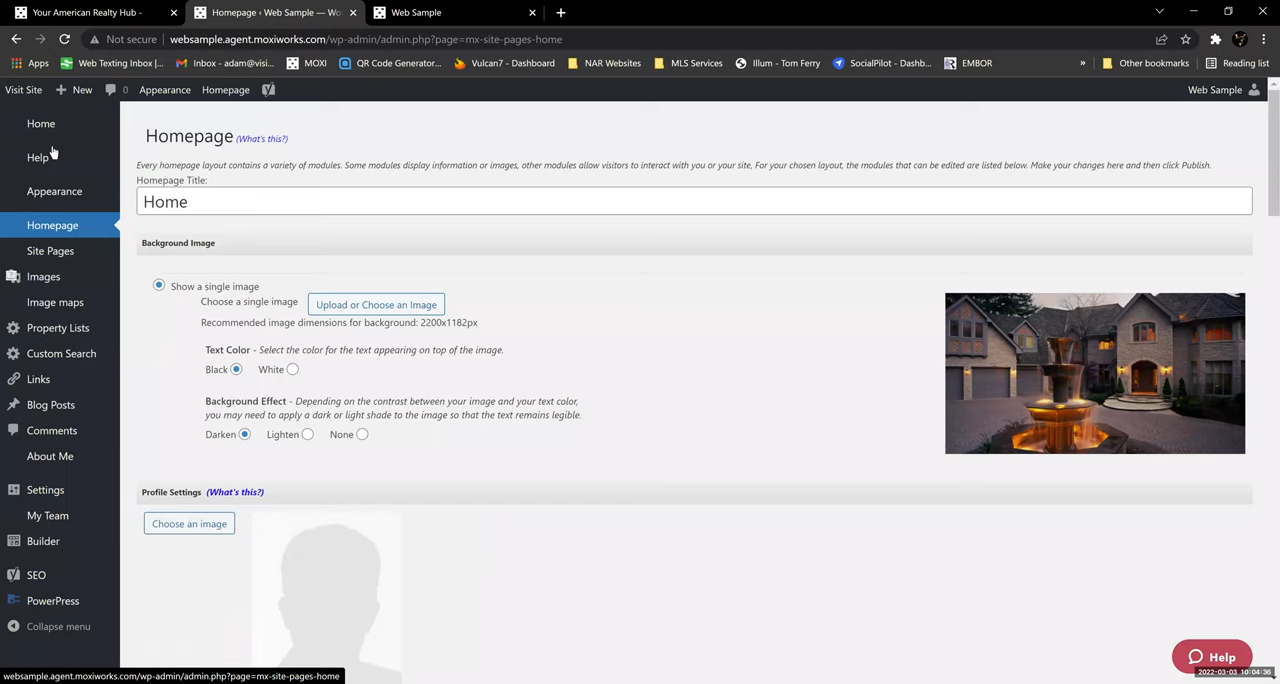 Your American Realty Hub -
Homepage ‹ Web Sample — Wo
Web Sample
Not secure
websample.agent.moxiworks.com/wp-admin/admin.php?page=mx-site-pages-home
Apps
Web Texting Inbox |...
Inbox - adam@visi...
MOXI
QR Code Generator...
Vulcan7 - Dashboard
NAR Websites
MLS Services
Illum - Tom Ferry
SocialPilot - Dashb...
EMBOR
»
Other bookmarks
Reading list
Visit Site
New
0
Appearance
Homepage
Web Sample
Home
Help
Appearance
Homepage
Site Pages
Images
Image maps
Property Lists
Custom Search
Links
Blog Posts
Comments
About Me
Settings
My Team
Builder
SEO
PowerPress
Collapse menu
Homepage (What's this?)
Every homepage layout contains a variety of modules. Some modules display information or images, other modules allow visitors to interact with you or your site, For your chosen layout, the modules that can be edited are listed below. Make your changes here and then click Publish.
Homepage Title:
Home
Background Image
Show a single image
Choose a single image
Upload or Choose an Image
Recommended image dimensions for background: 2200x1182px
Text Color - Select the color for the text appearing on top of the image.
Black
White
Background Effect - Depending on the contrast between your image and your text color,
you may need to apply a dark or light shade to the image so that the text remains legible.
Darken
Lighten
None
Profile Settings (What's this?)
Choose an image
Help
2022-03-03 10:04:36
websample.agent.moxiworks.com/wp-admin/admin.php?page=mx-site-pages-home